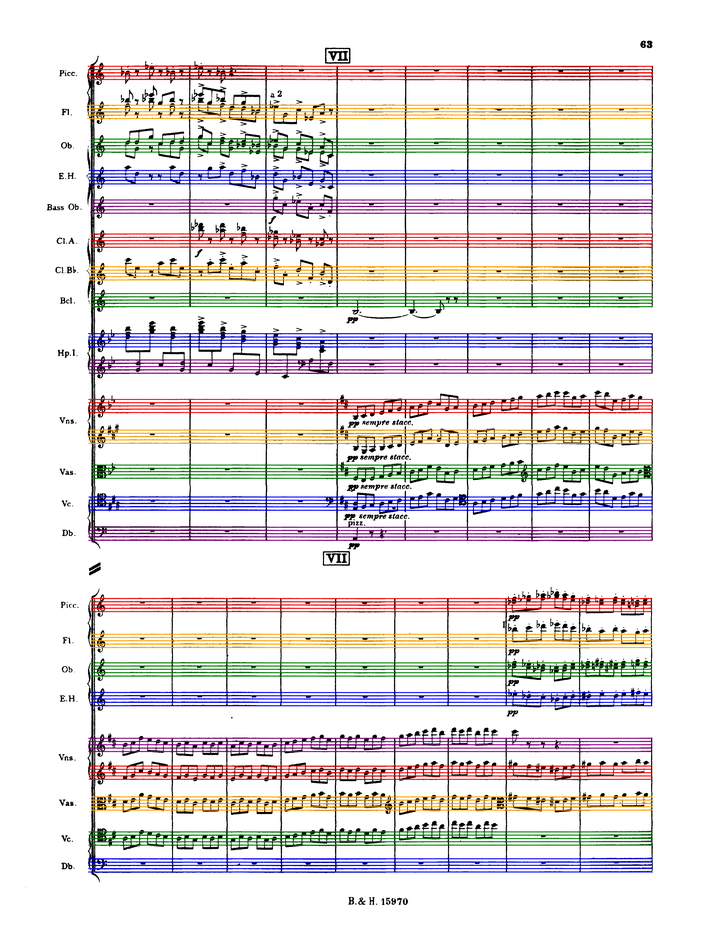 63
VII
Picc.
Fl.
a 2
Ob.
E.H.
Bass Ob.
f
Cl.A.
f
Cl.B♭.
Bcl.
pp
Hp.I.
Vns.
pp sempre stacc.
pp sempre stacc.
Vas.
pp sempre stacc.
Vc.
pp sempre stacc.
pizz.
Db.
pp
VII
Picc.
pp
I
Fl.
pp
Ob.
pp
E.H.
pp
Vns.
Vas.
Vc.
Db.
B. & H. 15970